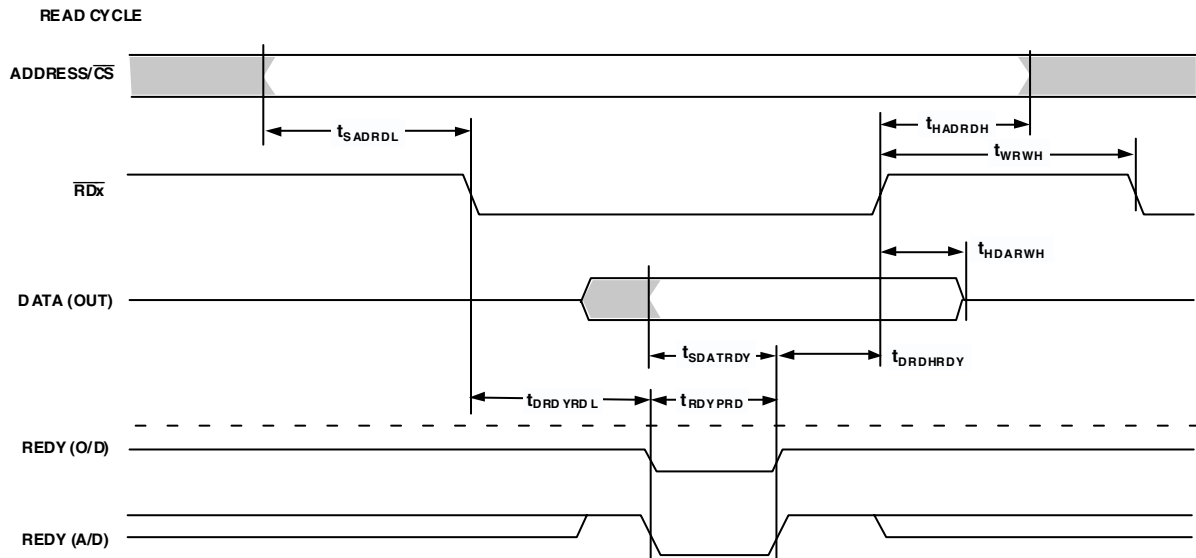 READ CYCLE
ADDRESS/CS
tSADRDL
tHADRDH
tWRWH
RDx
tHDARWH
DATA (OUT)
tSDATRDY
tDRDHRDY
tDRDYRDL
tRDYPRD
REDY (O/D)
REDY (A/D)